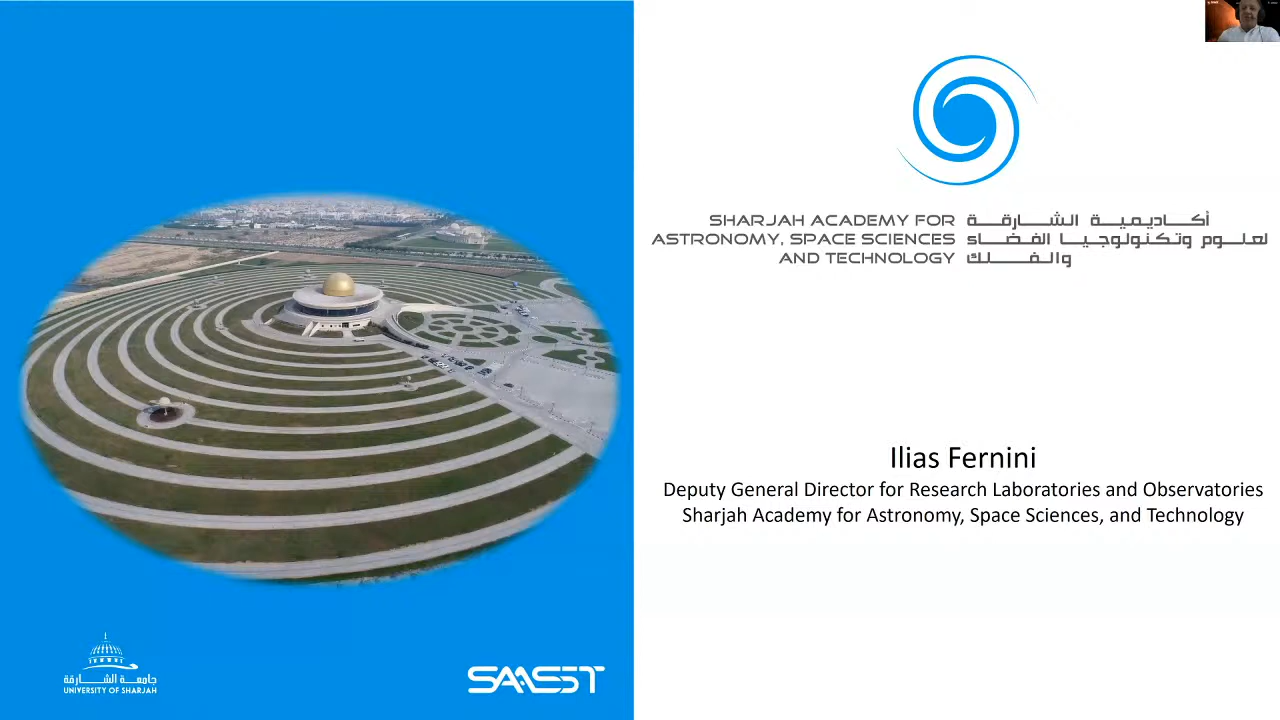 SHARJAH ACADEMY FOR
ASTRONOMY, SPACE SCIENCES
AND TECHNOLOGY
أكاديمية الشارقة
لعلوم وتكنولوجيا الفضاء
والفلك
Ilias Fernini
Deputy General Director for Research Laboratories and Observatories
Sharjah Academy for Astronomy, Space Sciences, and Technology
جامعة الشارقة
UNIVERSITY OF SHARJAH
SAASST